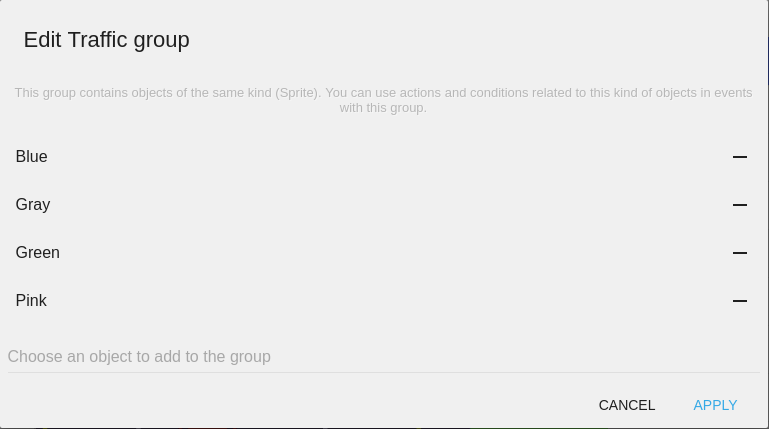 Edit Traffic group
This group contains objects of the same kind (Sprite). You can use actions and conditions related to this kind of objects in events
with this group.
Blue
Gray
Green
Pink
Choose an object to add to the group
CANCEL APPLY